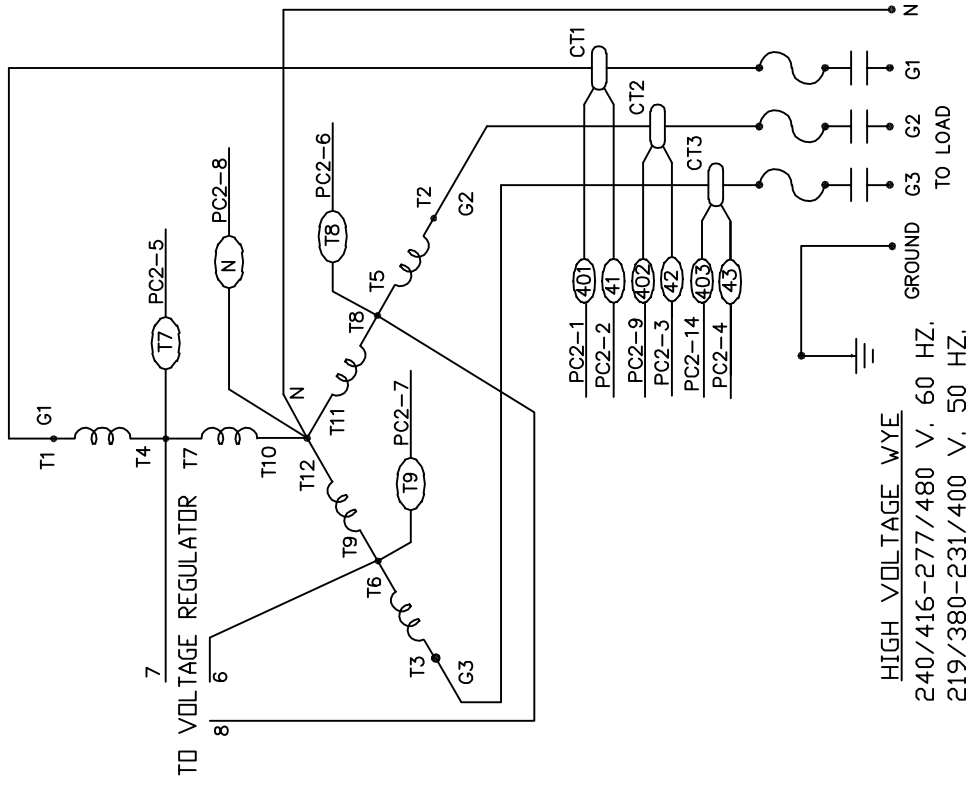 N
G1
G2
G3
TO LOAD
GROUND
CT1
CT2
CT3
401
41
402
42
403
43
PC2-1
PC2-2
PC2-9
PC2-3
PC2-14
PC2-4
PC2-8
N
PC2-6
T8
PC2-5
T7
PC2-7
T9
T2
G2
T5
T8
T11
N
T12
T10
T7
T4
T1
G1
T9
T6
T3
G3
7
TO VOLTAGE REGULATOR
6
8
HIGH VOLTAGE WYE
240/416-277/480 V. 60 HZ.
219/380-231/400 V. 50 HZ.